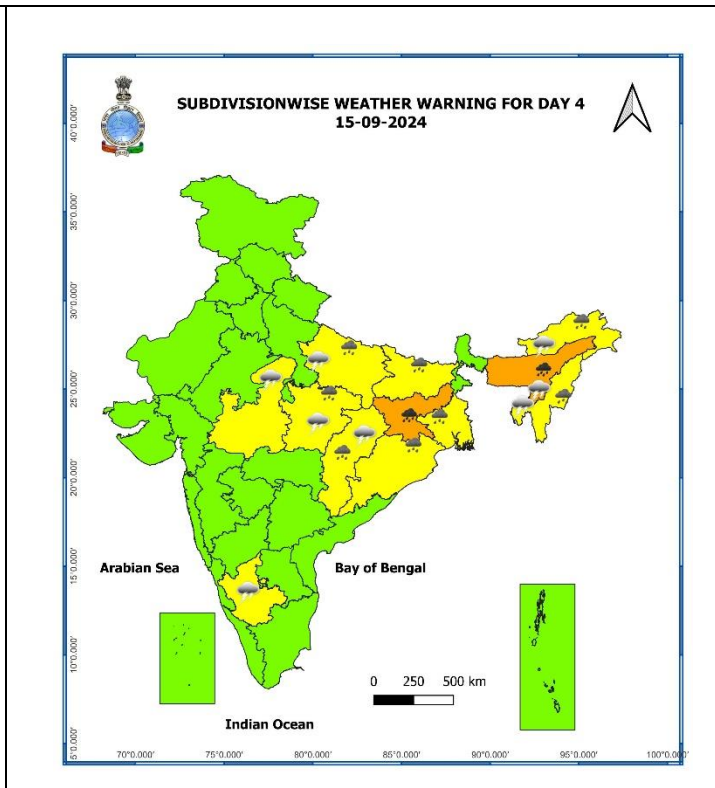 SUBDIVISIONWISE WEATHER WARNING FOR DAY 4
15-09-2024
40°0.000'
35°0.000'
30°0.000'
25°0.000'
20°0.000'
15°0.000'
10°0.000'
5°0.000'
Arabian Sea
Bay of Bengal
0 250 500 km
Indian Ocean
70°0.000' 75°0.000' 80°0.000' 85°0.000' 90°0.000' 95°0.000' 100°0.000'